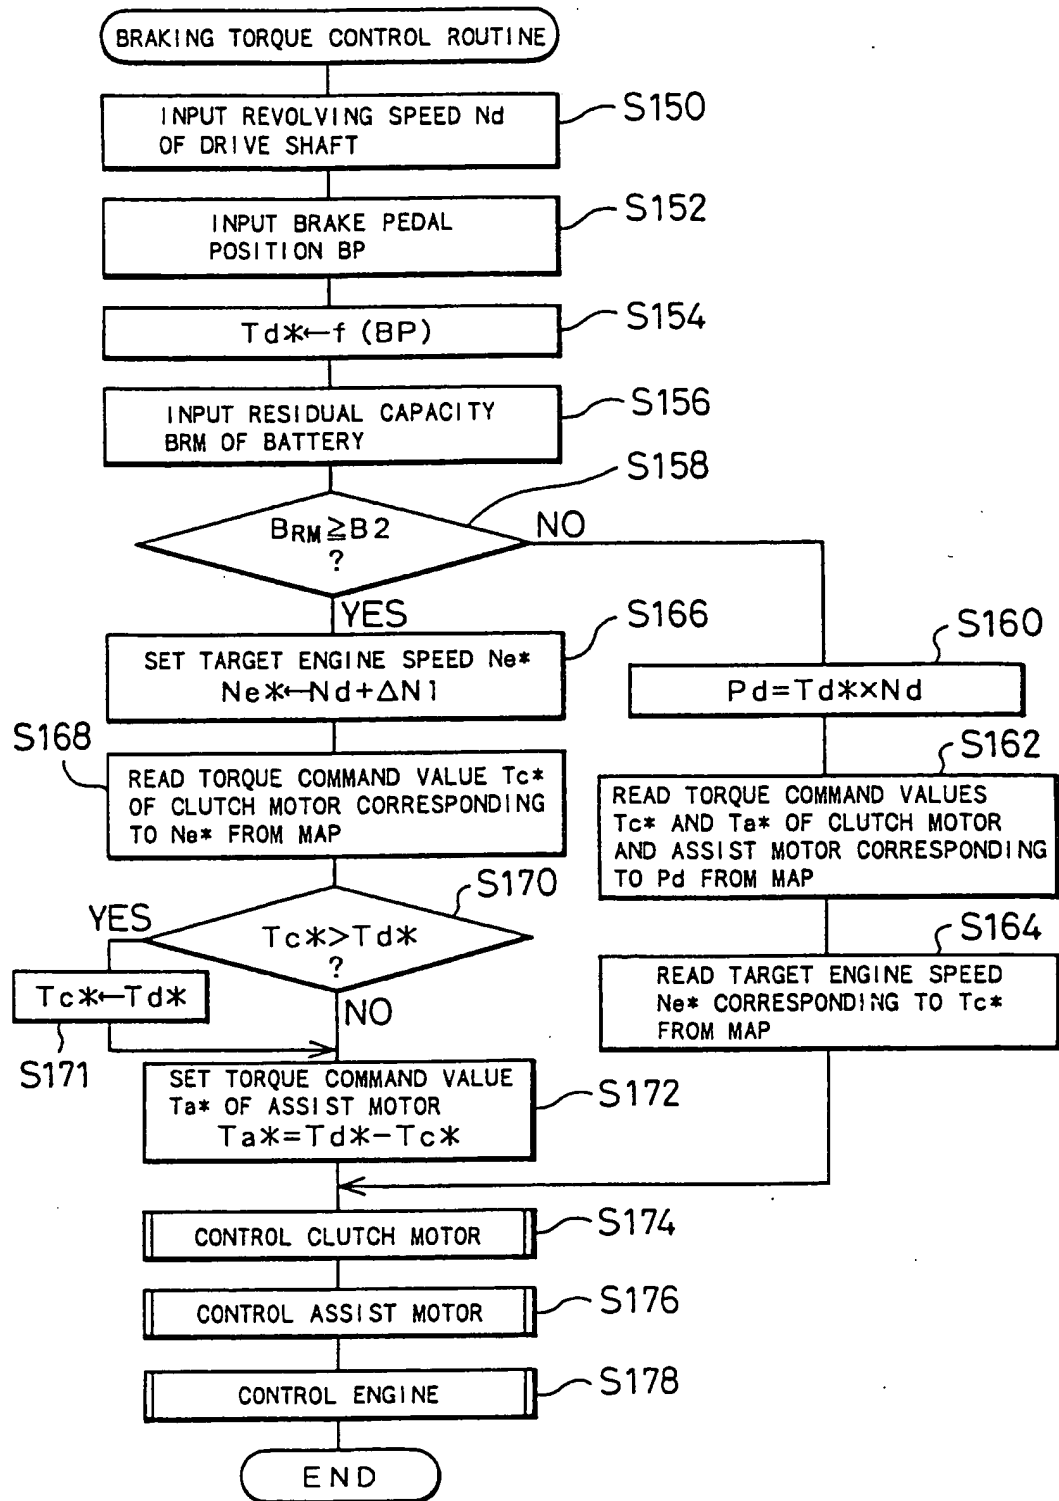 BRAKING TORQUE CONTROL ROUTINE
INPUT REVOLVING SPEED Nd
OF DRIVE SHAFT
S150
INPUT BRAKE PEDAL
POSITION BP
S152
Td*←f (BP)
S154
INPUT RESIDUAL CAPACITY
BRM OF BATTERY
S156
S158
BRM≧B2
?
NO
YES
S166
SET TARGET ENGINE SPEED Ne*
Ne*←Nd+ΔN1
S160
Pd=Td*×Nd
S168
READ TORQUE COMMAND VALUE Tc*
OF CLUTCH MOTOR CORRESPONDING
TO Ne* FROM MAP
S162
READ TORQUE COMMAND VALUES
Tc* AND Ta* OF CLUTCH MOTOR
AND ASSIST MOTOR CORRESPONDING
TO Pd FROM MAP
S170
YES
Tc*>Td*
?
NO
S164
READ TARGET ENGINE SPEED
Ne* CORRESPONDING TO Tc*
FROM MAP
Tc*←Td*
S171
SET TORQUE COMMAND VALUE
Ta* OF ASSIST MOTOR
Ta*=Td*-Tc*
S172
CONTROL CLUTCH MOTOR
S174
CONTROL ASSIST MOTOR
S176
CONTROL ENGINE
S178
END